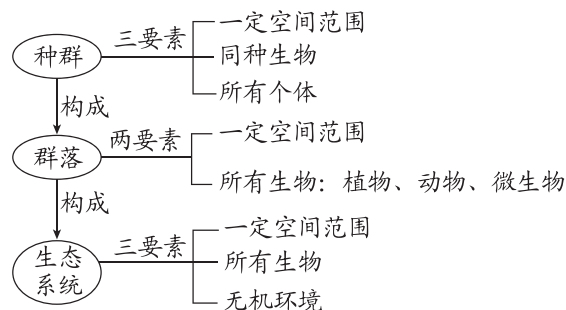 种群
三要素
一定空间范围
同种生物
所有个体
构成
群落
两要素
一定空间范围
所有生物：植物、动物、微生物
构成
生态
系统
三要素
一定空间范围
所有生物
无机环境